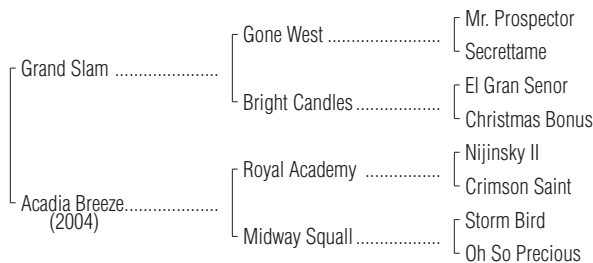 Mr. Prospector
Gone West ........................
Secrettame
Grand Slam ......................
El Gran Senor
Bright Candles ..................
Christmas Bonus
Nijinsky II
Royal Academy ................
Crimson Saint
Acadia Breeze....................
(2004)
Storm Bird
Midway Squall..................
Oh So Precious